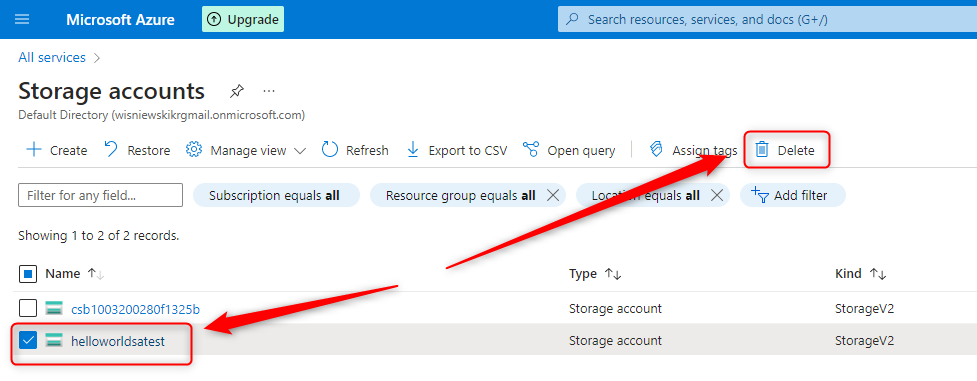 Microsoft Azure Upgrade Search resources, services, and docs (G+/)
All services
Storage accounts ...
Default Directory (wisniewskikrgmail.onmicrosoft.com)
Create Restore Manage view Refresh Export to CSV Open query Assign tags Delete
Filter for any field... Subscription equals all Resource group equals all Location equals all Add filter
Showing 1 to 2 of 2 records.
Name Type Kind
csb1003200280f1325b Storage account StorageV2
helloworldsatest Storage account StorageV2